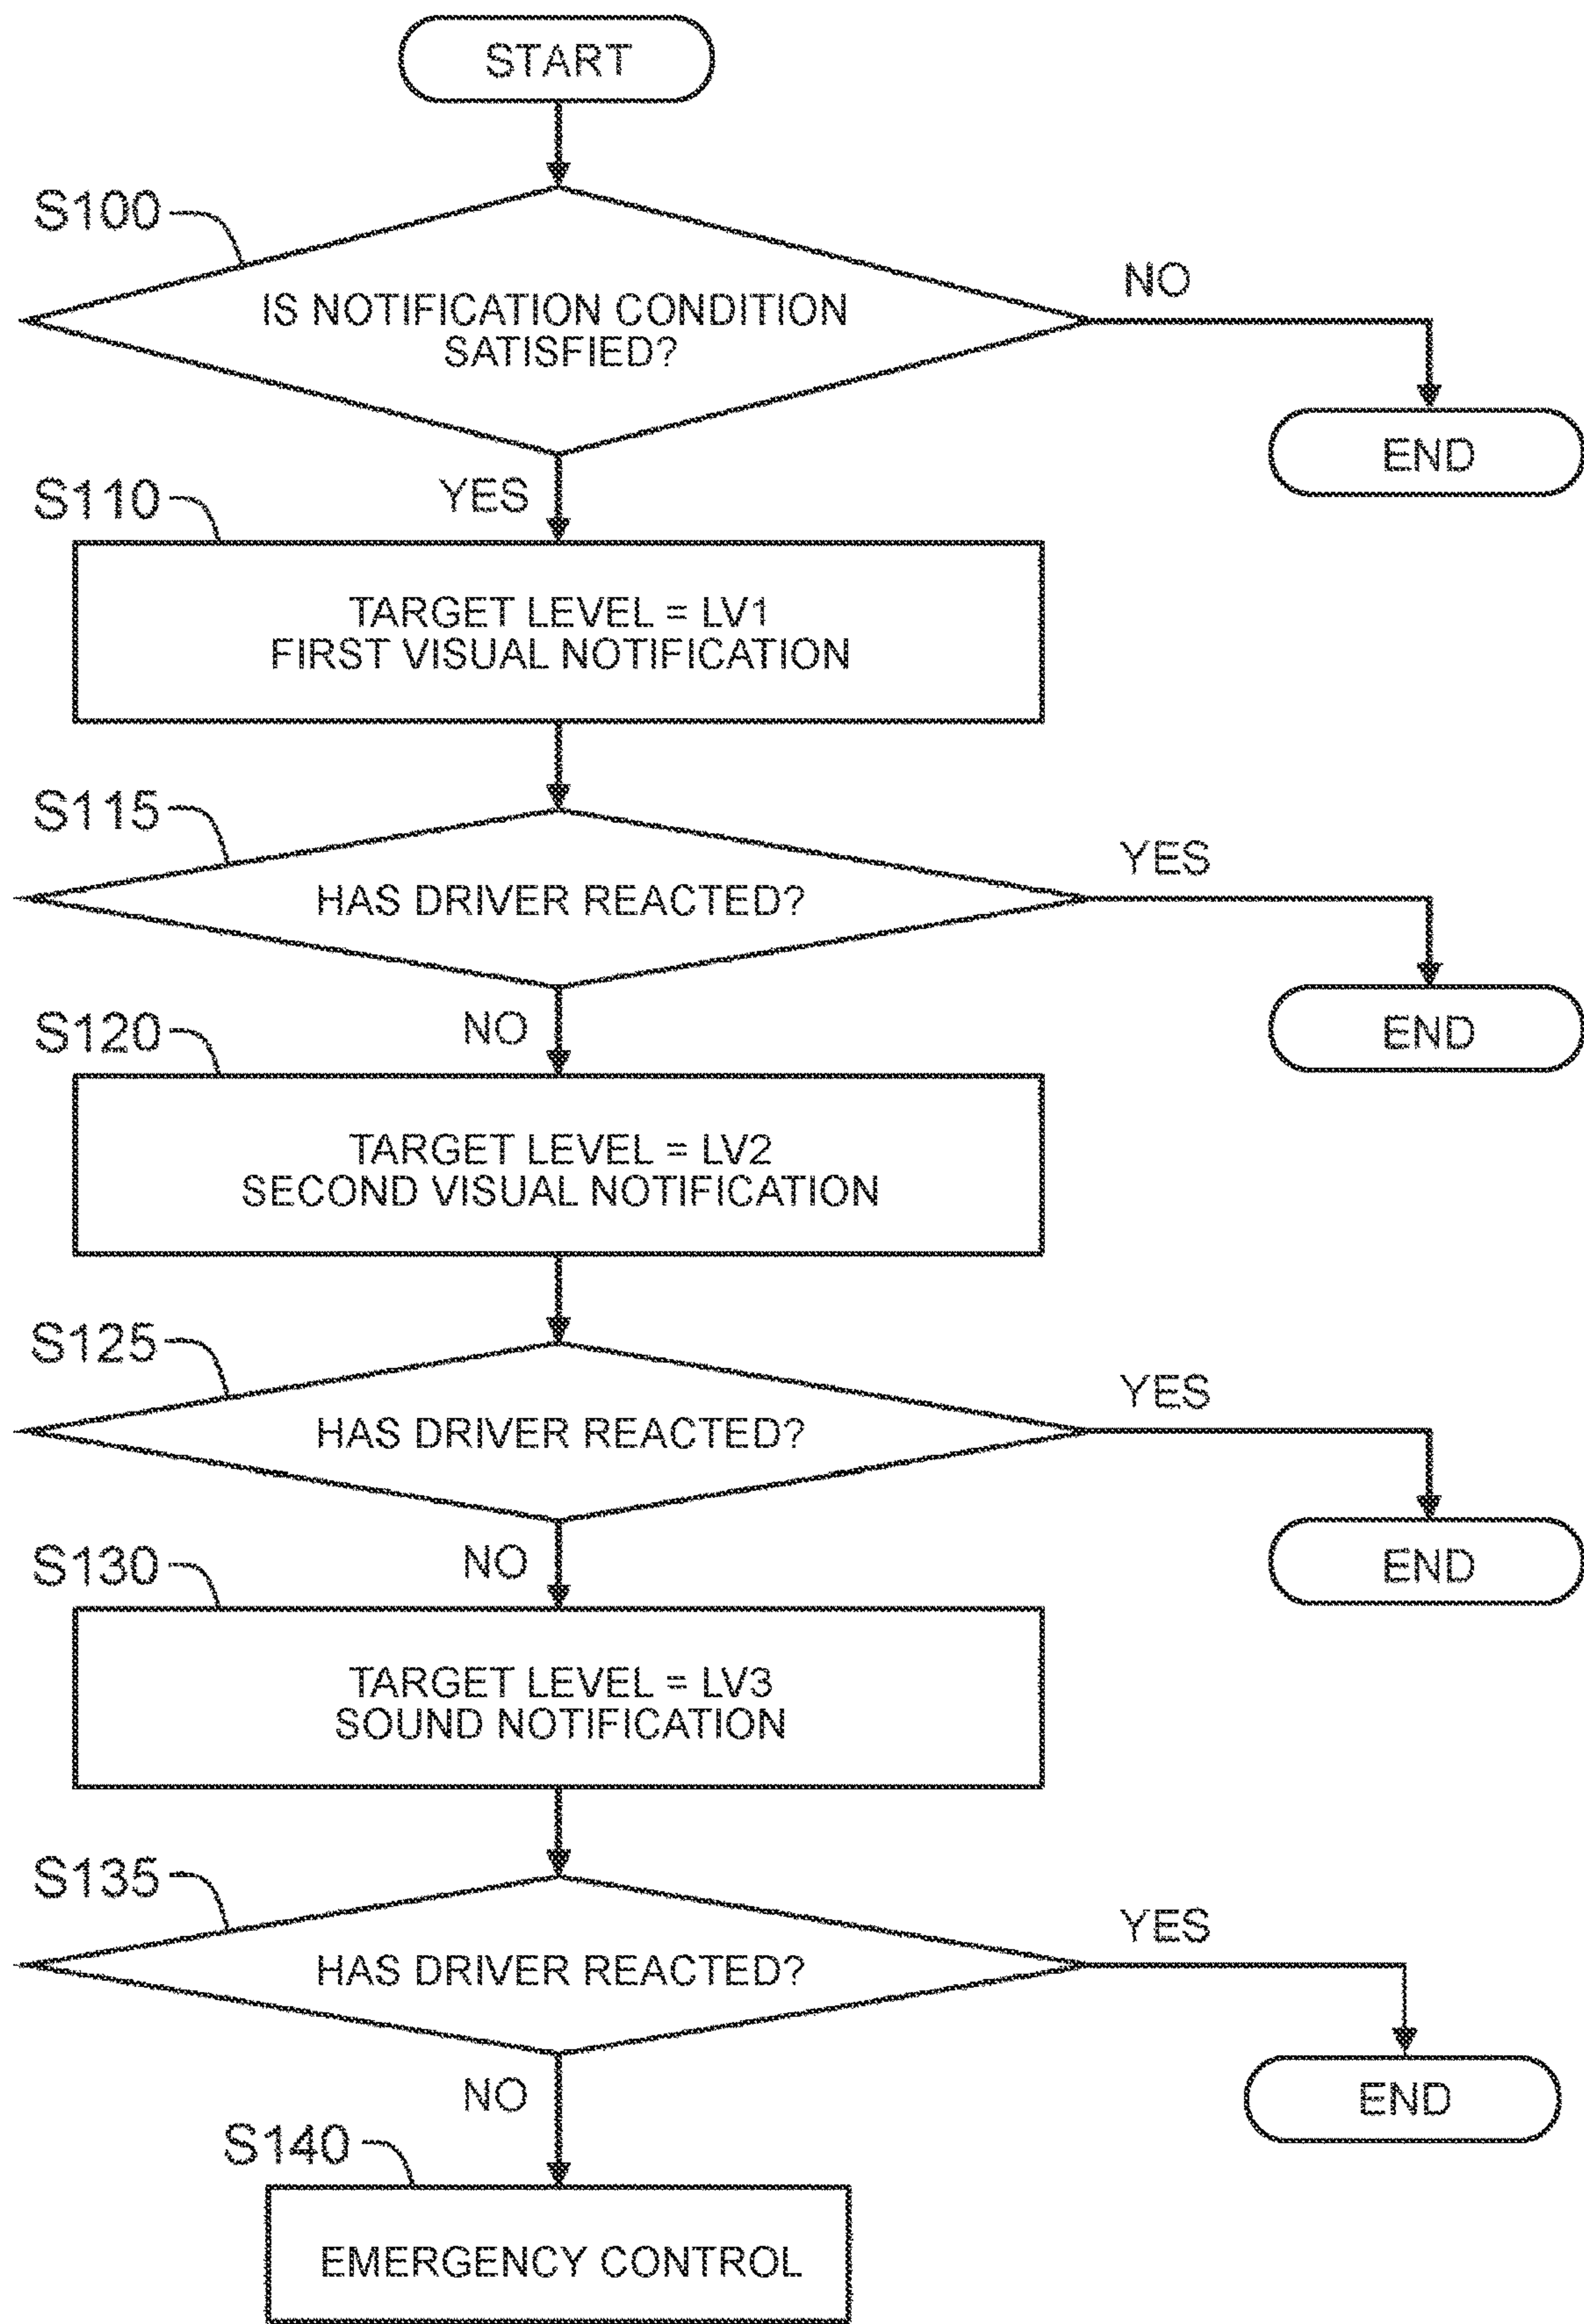 START
S100
IS NOTIFICATION CONDITION
SATISFIED?
NO
END
YES
S110
TARGET LEVEL = LV1
FIRST VISUAL NOTIFICATION
S115
HAS DRIVER REACTED?
YES
END
NO
S120
TARGET LEVEL = LV2
SECOND VISUAL NOTIFICATION
S125
HAS DRIVER REACTED?
YES
END
NO
S130
TARGET LEVEL = LV3
SOUND NOTIFICATION
S135
HAS DRIVER REACTED?
YES
END
NO
S140
EMERGENCY CONTROL